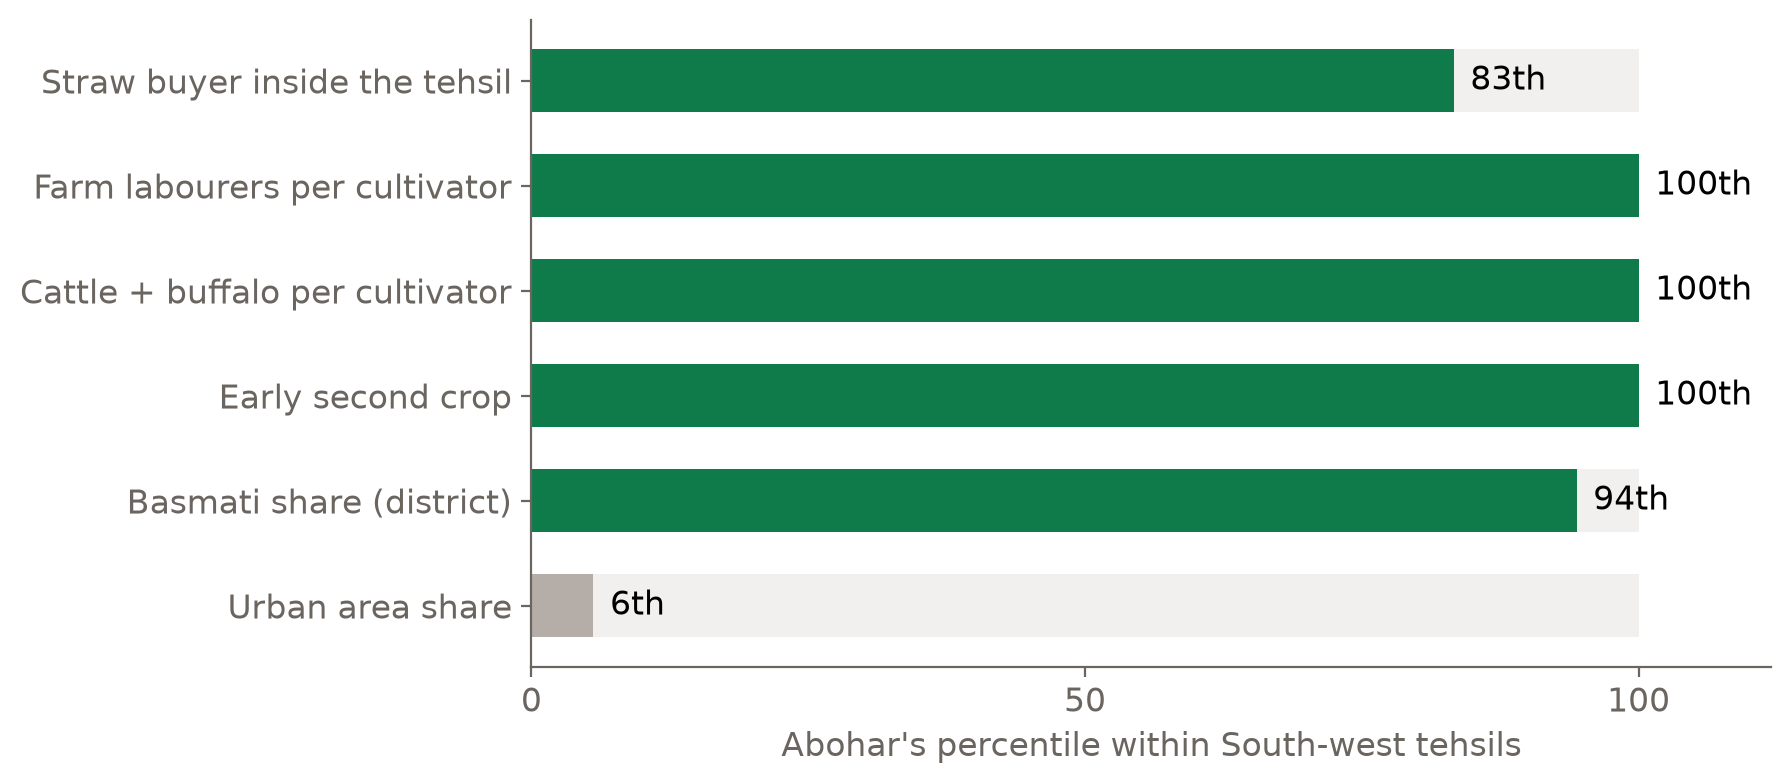 Straw buyer inside the tehsil
83th
Farm labourers per cultivator
100th
Cattle + buffalo per cultivator
100th
Early second crop
100th
Basmati share (district)
94th
Urban area share
6th
0
50
100
Abohar's percentile within South-west tehsils